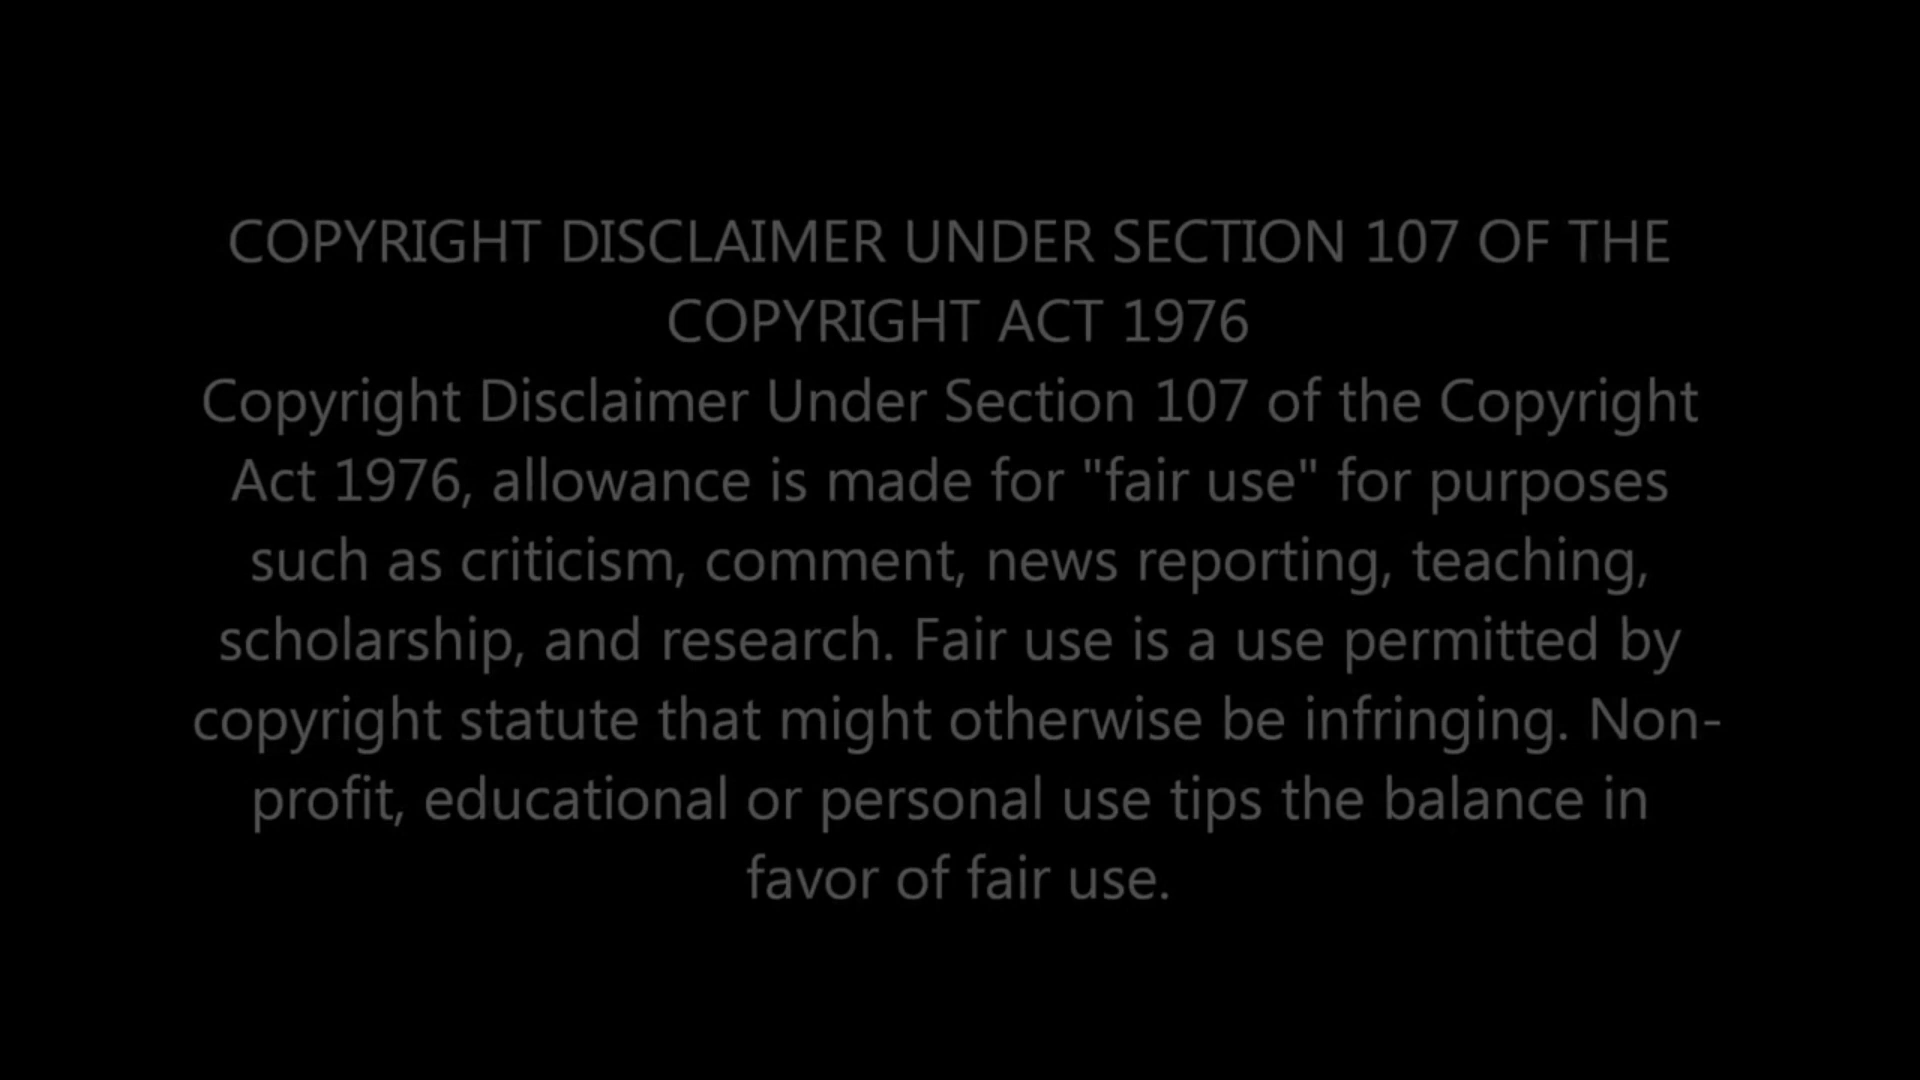 COPYRIGHT DISCLAIMER UNDER SECTION 107 OF THE
COPYRIGHT ACT 1976
Copyright Disclaimer Under Section 107 of the Copyright
Act 1976, allowance is made for "fair use" for purposes
such as criticism, comment, news reporting, teaching,
scholarship, and research. Fair use is a use permitted by
copyright statute that might otherwise be infringing. Non-
profit, educational or personal use tips the balance in
favor of fair use.